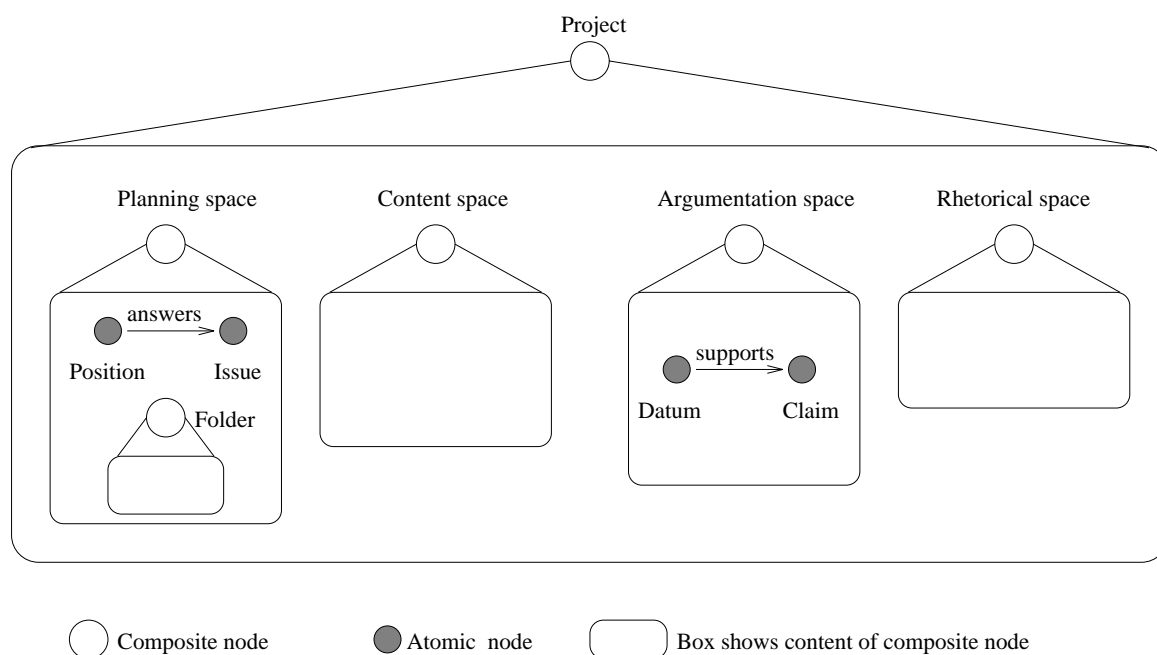 Project
Planning space
Content space
Argumentation space
Rhetorical space
answers
Position
Issue
Folder
supports
Datum
Claim
Composite node
Atomic node
Box shows content of composite node